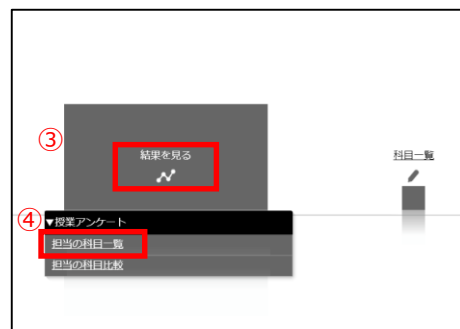 ③
結果を見る
科目一覧
④
▼授業アンケート
担当の科目一覧
担当の科目比較